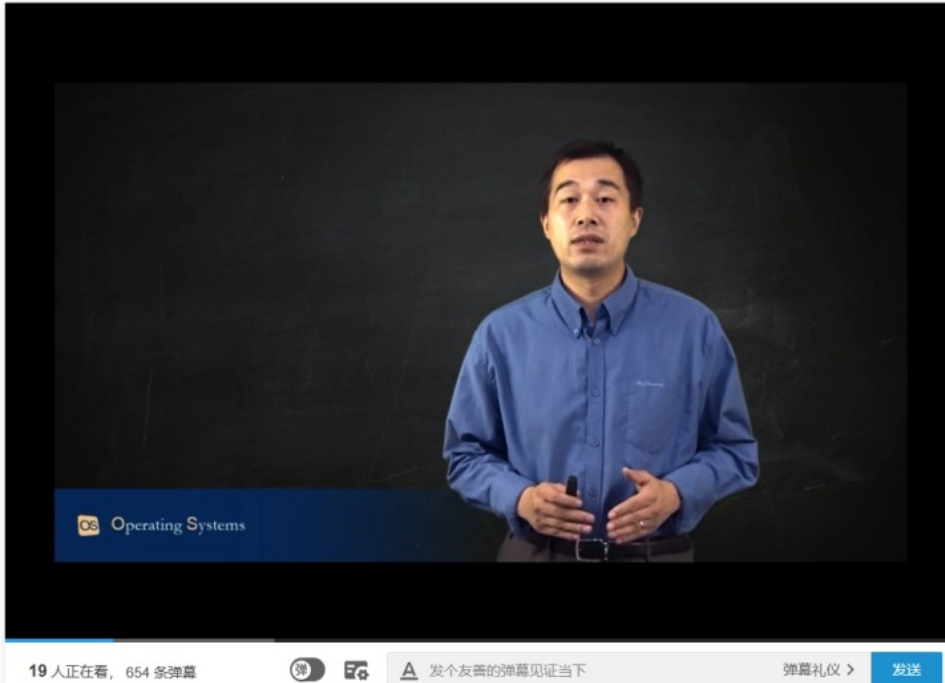 OS Operating Systems
19 人正在看， 654 条弹幕
弹
A 发个友善的弹幕见证当下
弹幕礼仪 >
发送